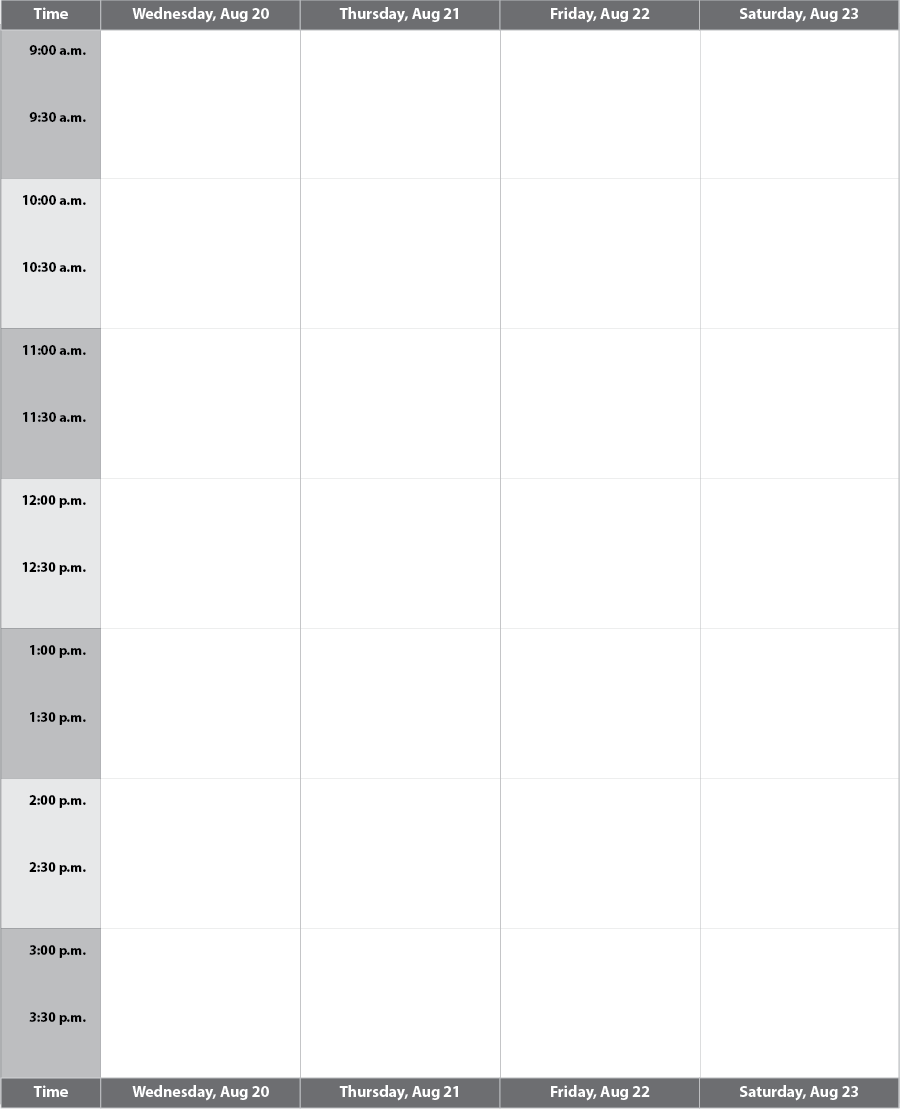 Time Wednesday, Aug 20 Thursday, Aug 21 Friday, Aug 22 Saturday, Aug 23
9:00 a.m.
9:30 a.m.
10:00 a.m.
10:30 a.m.
11:00 a.m.
11:30 a.m.
12:00 p.m.
12:30 p.m.
1:00 p.m.
1:30 p.m.
2:00 p.m.
2:30 p.m.
3:00 p.m.
3:30 p.m.
Time Wednesday, Aug 20 Thursday, Aug 21 Friday, Aug 22 Saturday, Aug 23